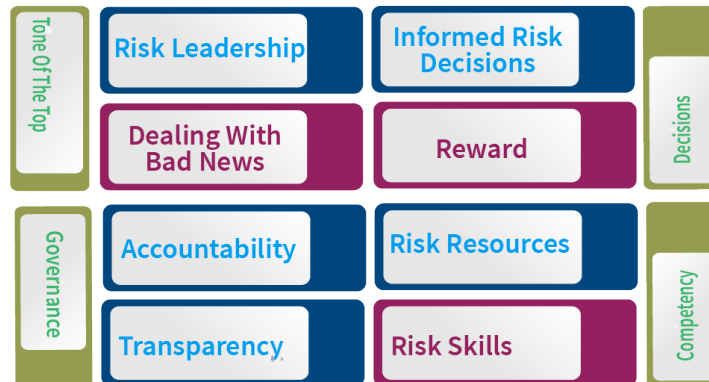 Tone Of The Top
Risk Leadership
Informed Risk
Decisions
Decisions
Dealing With
Bad News
Reward
Governance
Accountability
Risk Resources
Competency
Transparency
Risk Skills